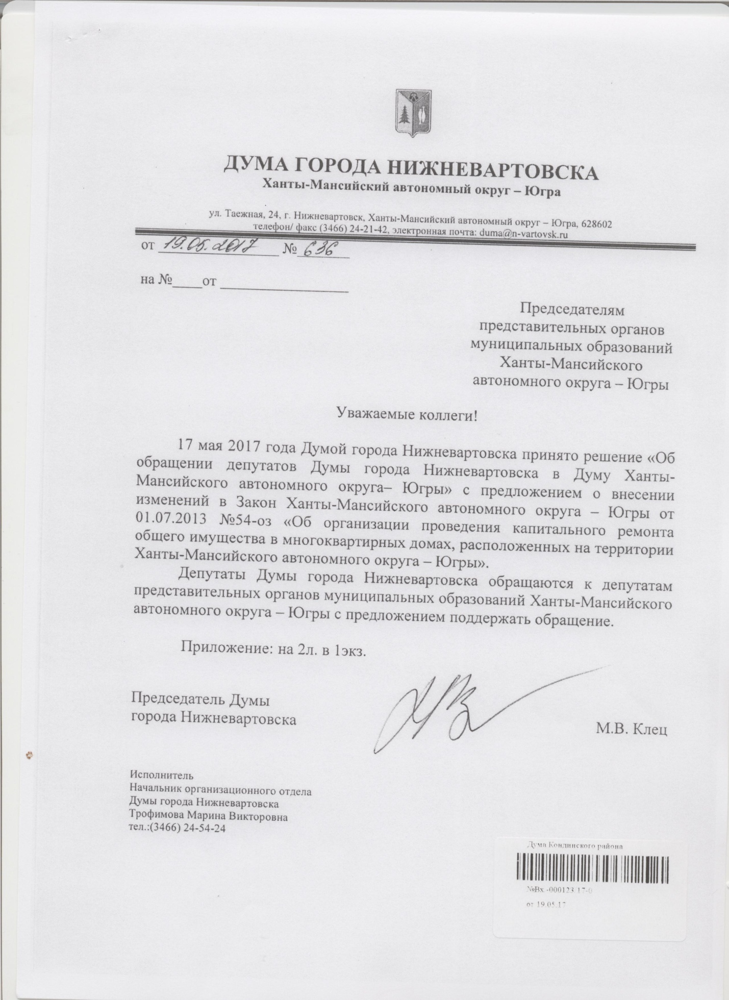 ДУМА ГОРОДА НИЖНЕВАРТОВСКА
Ханты-Мансийский автономный округ – Югра
ул. Таежная, 24, г. Нижневартовск, Ханты-Мансийский автономный округ – Югра, 628602
телефон/ факс (3466) 24-21-42, электронная почта: duma@n-vartovsk.ru
от 19.05.2017 № 636
на №____от ________________
Председателям
представительных органов
муниципальных образований
Ханты-Мансийского
автономного округа – Югры
Уважаемые коллеги!
17 мая 2017 года Думой города Нижневартовска принято решение «Об
обращении депутатов Думы города Нижневартовска в Думу Ханты-
Мансийского автономного округа– Югры» с предложением о внесении
изменений в Закон Ханты-Мансийского автономного округа – Югры от
01.07.2013 №54-оз «Об организации проведения капитального ремонта
общего имущества в многоквартирных домах, расположенных на территории
Ханты-Мансийского автономного округа – Югры».
Депутаты Думы города Нижневартовска обращаются к депутатам
представительных органов муниципальных образований Ханты-Мансийского
автономного округа – Югры с предложением поддержать обращение.
Приложение: на 2л. в 1экз.
Председатель Думы
города Нижневартовска
М.В. Клец
Исполнитель
Начальник организационного отдела
Думы города Нижневартовска
Трофимова Марина Викторовна
тел.:(3466) 24-54-24
Дума Кондинского района
№Вх.-000123.17-0
от 19.05.17